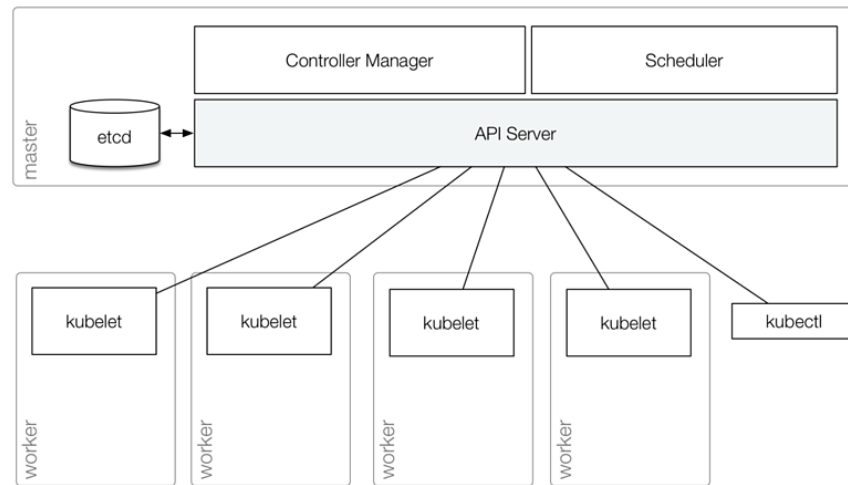 Controller Manager
Scheduler
etcd
API Server
master
kubelet
kubelet
kubelet
kubelet
kubectl
worker
worker
worker
worker